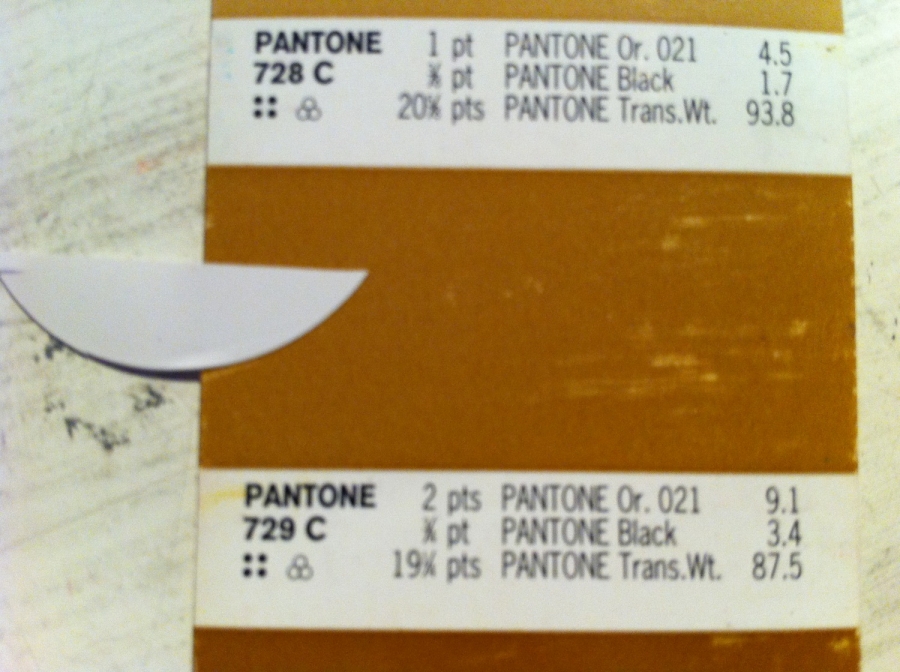 PANTONE 1 pt PANTONE Or. 021 4.5
728 C ⅜ pt PANTONE Black 1.7
20⅝ pts PANTONE Trans.Wt. 93.8
PANTONE 2 pts PANTONE Or. 021 9.1
729 C ¾ pt PANTONE Black 3.4
19¼ pts PANTONE Trans.Wt. 87.5